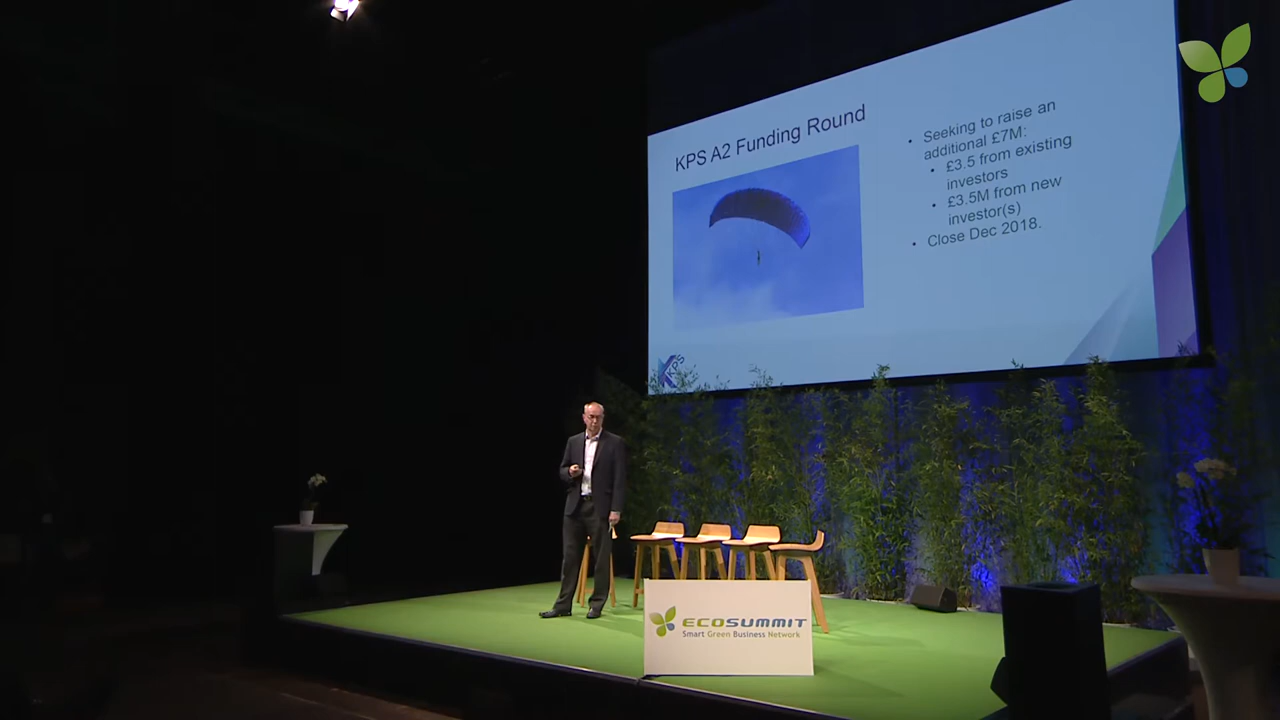 KPS A2 Funding Round
• Seeking to raise an
additional £7M:
• £3.5 from existing
investors
• £3.5M from new
investor(s)
• Close Dec 2018.
KPS
ECOSUMMIT
Smart Green Business Network